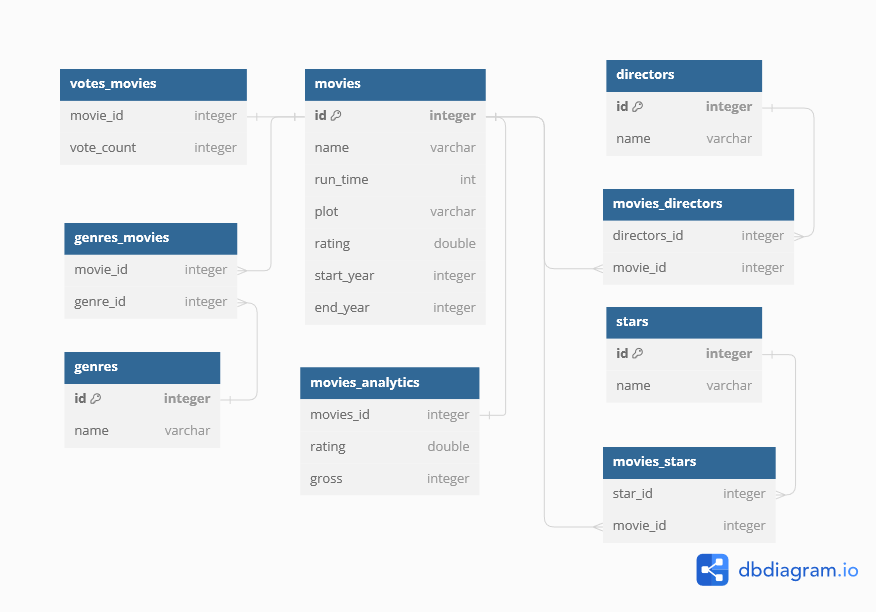 votes_movies
movie_id integer
vote_count integer
genres_movies
movie_id integer
genre_id integer
genres
id integer
name varchar
movies
id integer
name varchar
run_time int
plot varchar
rating double
start_year integer
end_year integer
movies_analytics
movies_id integer
rating double
gross integer
directors
id integer
name varchar
movies_directors
directors_id integer
movie_id integer
stars
id integer
name varchar
movies_stars
star_id integer
movie_id integer
dbdiagram.io